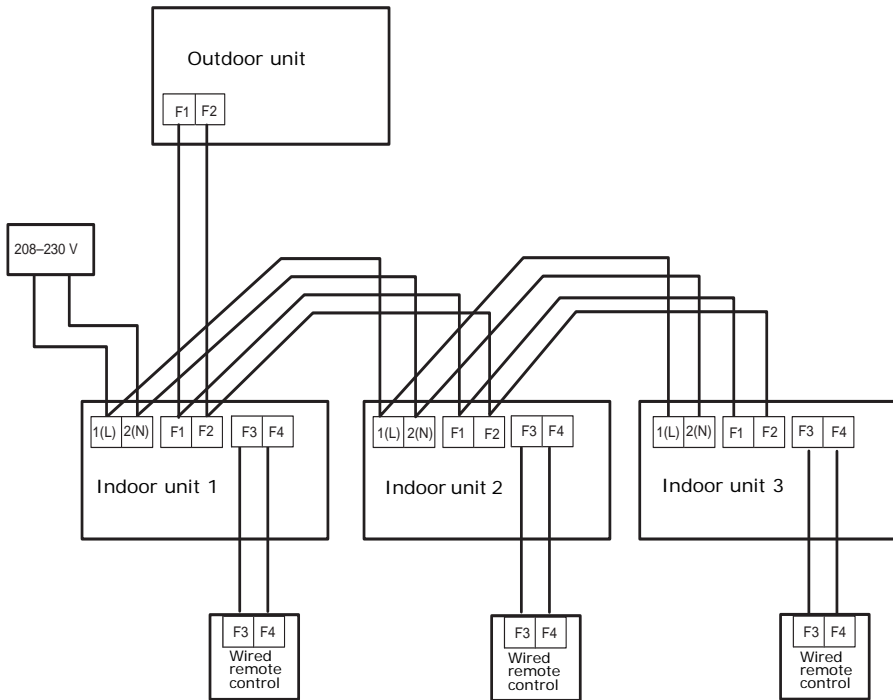 Outdoor unit
F1 F2
208–230 V
1(L) 2(N) F1 F2 F3 F4
Indoor unit 1
1(L) 2(N) F1 F2 F3 F4
Indoor unit 2
1(L) 2(N) F1 F2 F3 F4
Indoor unit 3
F3 F4
Wired
remote
control
F3 F4
Wired
remote
control
F3 F4
Wired
remote
control